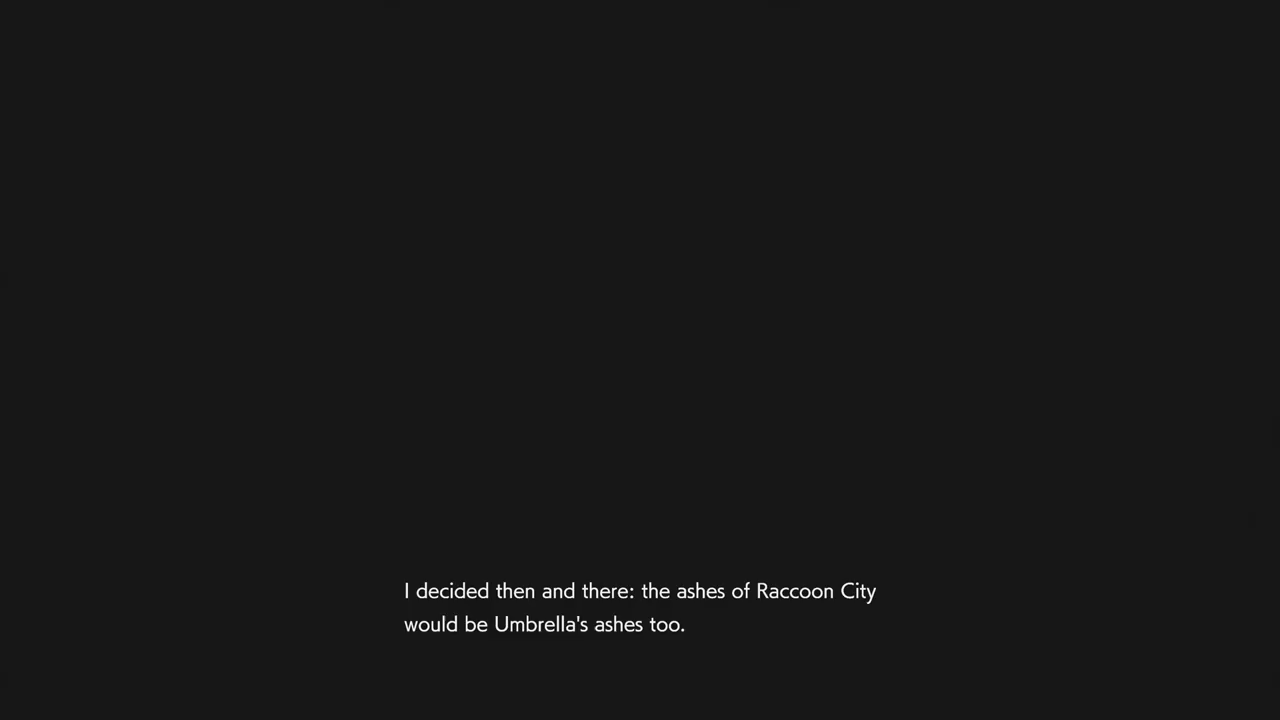 I decided then and there: the ashes of Raccoon City
would be Umbrella's ashes too.